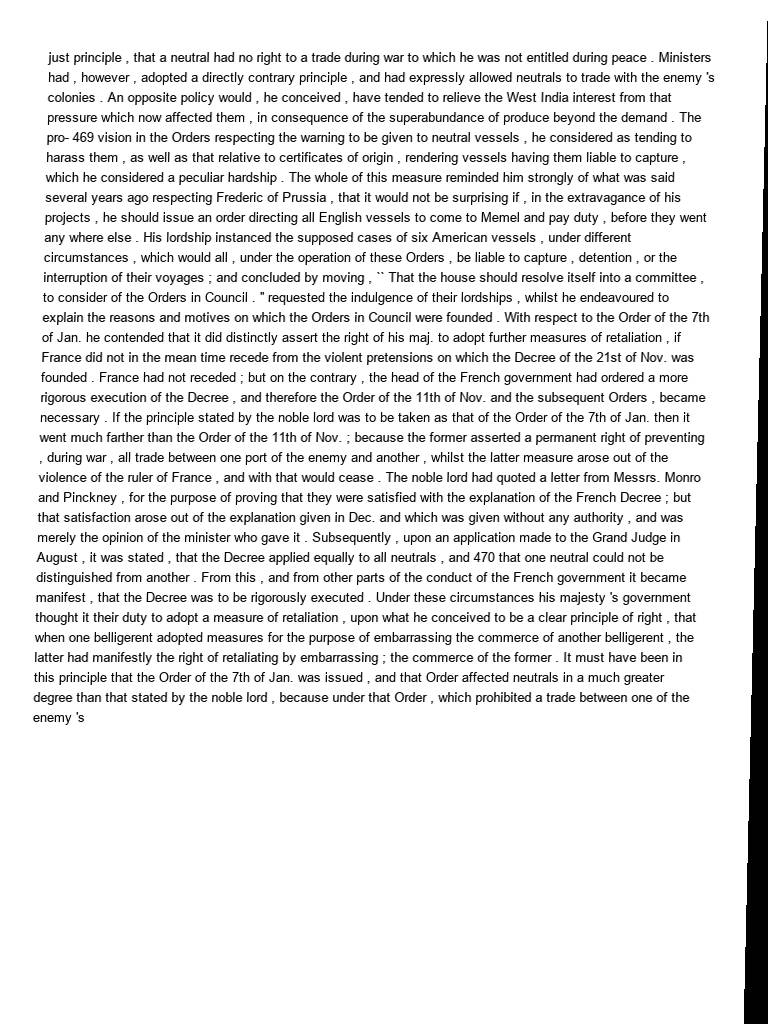 just principle , that a neutral had no right to a trade during war to which he was not entitled during peace . Ministers
had , however , adopted a directly contrary principle , and had expressly allowed neutrals to trade with the enemy 's
colonies . An opposite policy would , he conceived , have tended to relieve the West India interest from that
pressure which now affected them , in consequence of the superabundance of produce beyond the demand . The
pro- 469 vision in the Orders respecting the warning to be given to neutral vessels , he considered as tending to
harass them , as well as that relative to certificates of origin , rendering vessels having them liable to capture ,
which he considered a peculiar hardship . The whole of this measure reminded him strongly of what was said
several years ago respecting Frederic of Prussia , that it would not be surprising if , in the extravagance of his
projects , he should issue an order directing all English vessels to come to Memel and pay duty , before they went
any where else . His lordship instanced the supposed cases of six American vessels , under different
circumstances , which would all , under the operation of these Orders , be liable to capture , detention , or the
interruption of their voyages ; and concluded by moving , `` That the house should resolve itself into a committee ,
to consider of the Orders in Council . " requested the indulgence of their lordships , whilst he endeavoured to
explain the reasons and motives on which the Orders in Council were founded . With respect to the Order of the 7th
of Jan. he contended that it did distinctly assert the right of his maj. to adopt further measures of retaliation , if
France did not in the mean time recede from the violent pretensions on which the Decree of the 21st of Nov. was
founded . France had not receded ; but on the contrary , the head of the French government had ordered a more
rigorous execution of the Decree , and therefore the Order of the 11th of Nov. and the subsequent Orders , became
necessary . If the principle stated by the noble lord was to be taken as that of the Order of the 7th of Jan. then it
went much farther than the Order of the 11th of Nov. ; because the former asserted a permanent right of preventing
, during war , all trade between one port of the enemy and another , whilst the latter measure arose out of the
violence of the ruler of France , and with that would cease . The noble lord had quoted a letter from Messrs. Monro
and Pinckney , for the purpose of proving that they were satisfied with the explanation of the French Decree ; but
that satisfaction arose out of the explanation given in Dec. and which was given without any authority , and was
merely the opinion of the minister who gave it . Subsequently , upon an application made to the Grand Judge in
August , it was stated , that the Decree applied equally to all neutrals , and 470 that one neutral could not be
distinguished from another . From this , and from other parts of the conduct of the French government it became
manifest , that the Decree was to be rigorously executed . Under these circumstances his majesty 's government
thought it their duty to adopt a measure of retaliation , upon what he conceived to be a clear principle of right , that
when one belligerent adopted measures for the purpose of embarrassing the commerce of another belligerent , the
latter had manifestly the right of retaliating by embarrassing ; the commerce of the former . It must have been in
this principle that the Order of the 7th of Jan. was issued , and that Order affected neutrals in a much greater
degree than that stated by the noble lord , because under that Order , which prohibited a trade between one of the
enemy 's